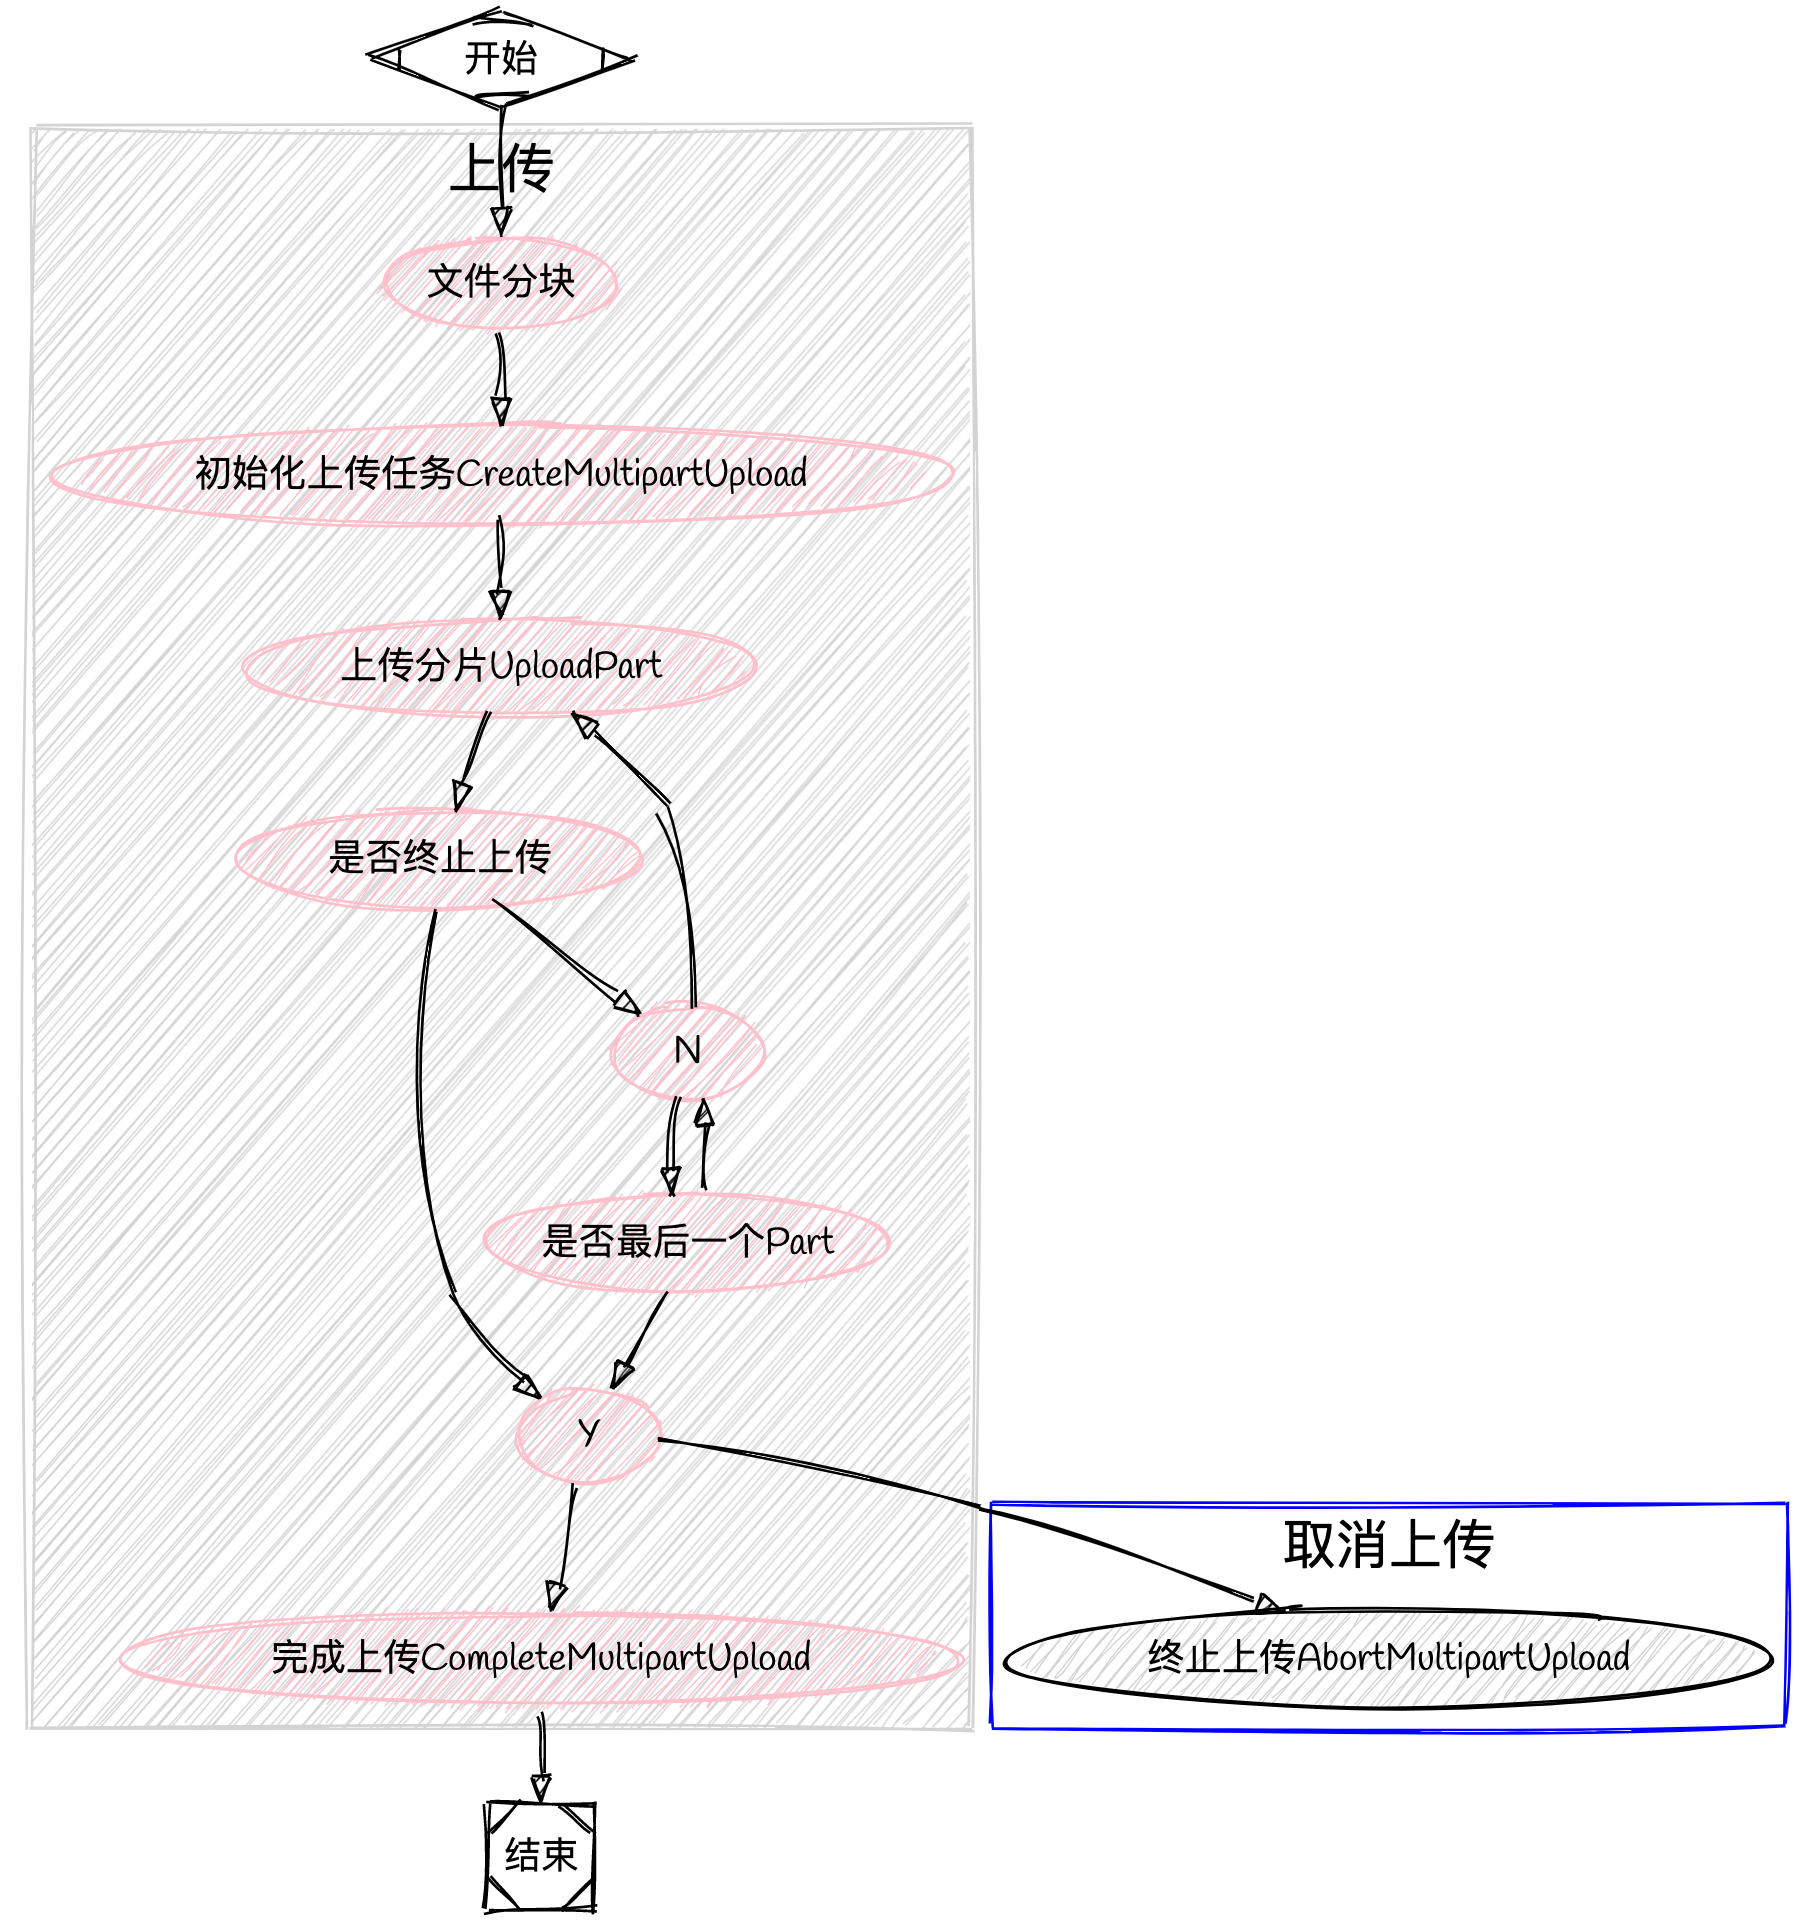 开始
上传
文件分块
初始化上传任务CreateMultipartUpload
上传分片UploadPart
是否终止上传
N
是否最后一个Part
Y
取消上传
完成上传CompleteMultipartUpload
终止上传AbortMultipartUpload
结束